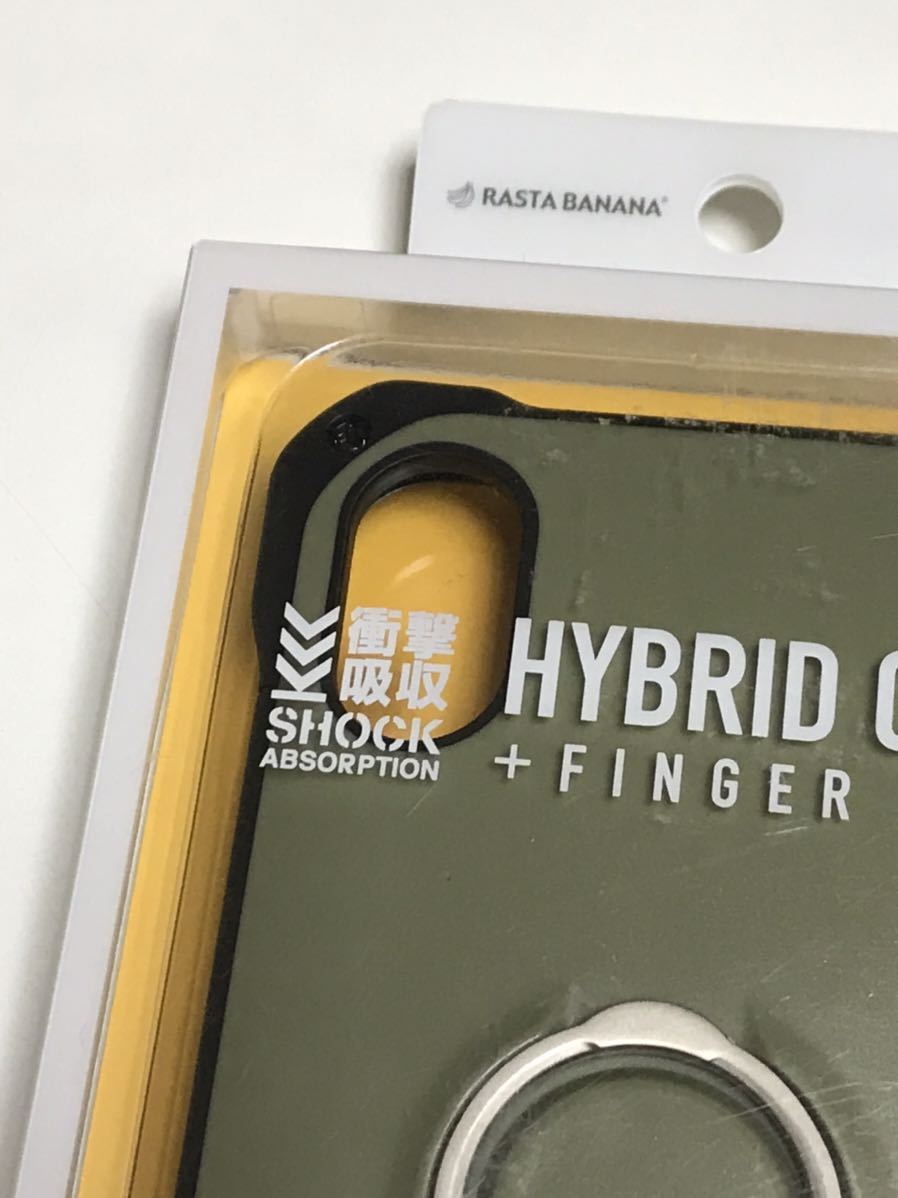 RASTA BANANA®
衝撃
吸収
SHOCK
ABSORPTION
HYBRID
+FINGER